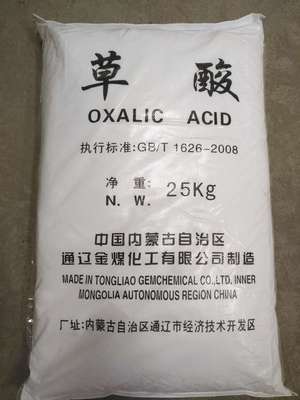 草 酸
OXALIC ACID
执行标准:GB/T 1626-2008
净 重: 25Kg
N. W.
中国内蒙古自治区
通辽金煤化工有限公司制造
MADE IN TONGLIAO GEMCHEMICAL CO.,LTD. INNER
MONGOLIA AUTONOMOUS REGION CHINA
厂址:内蒙古自治区通辽市经济技术开发区